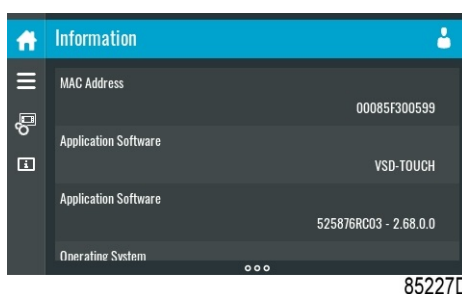 Information
MAC Address
00085F300599
Application Software
VSD-TOUCH
Application Software
525876RC03 - 2.68.0.0
Operating System
85227D